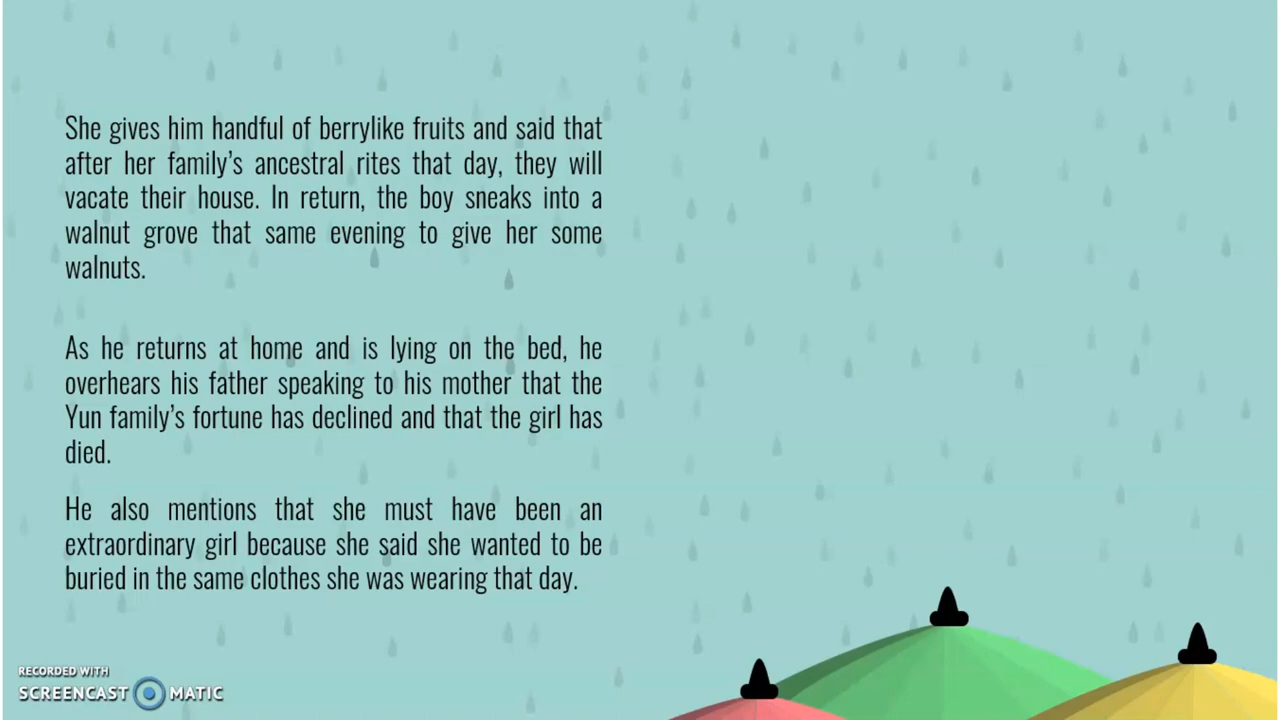 She gives him handful of berrylike fruits and said that
after her family's ancestral rites that day, they will
vacate their house. In return, the boy sneaks into a
walnut grove that same evening to give her some
walnuts.
As he returns at home and is lying on the bed, he
overhears his father speaking to his mother that the
Yun family's fortune has declined and that the girl has
died.
He also mentions that she must have been an
extraordinary girl because she said she wanted to be
buried in the same clothes she was wearing that day.
RECORDED WITH
SCREENCAST MATIC